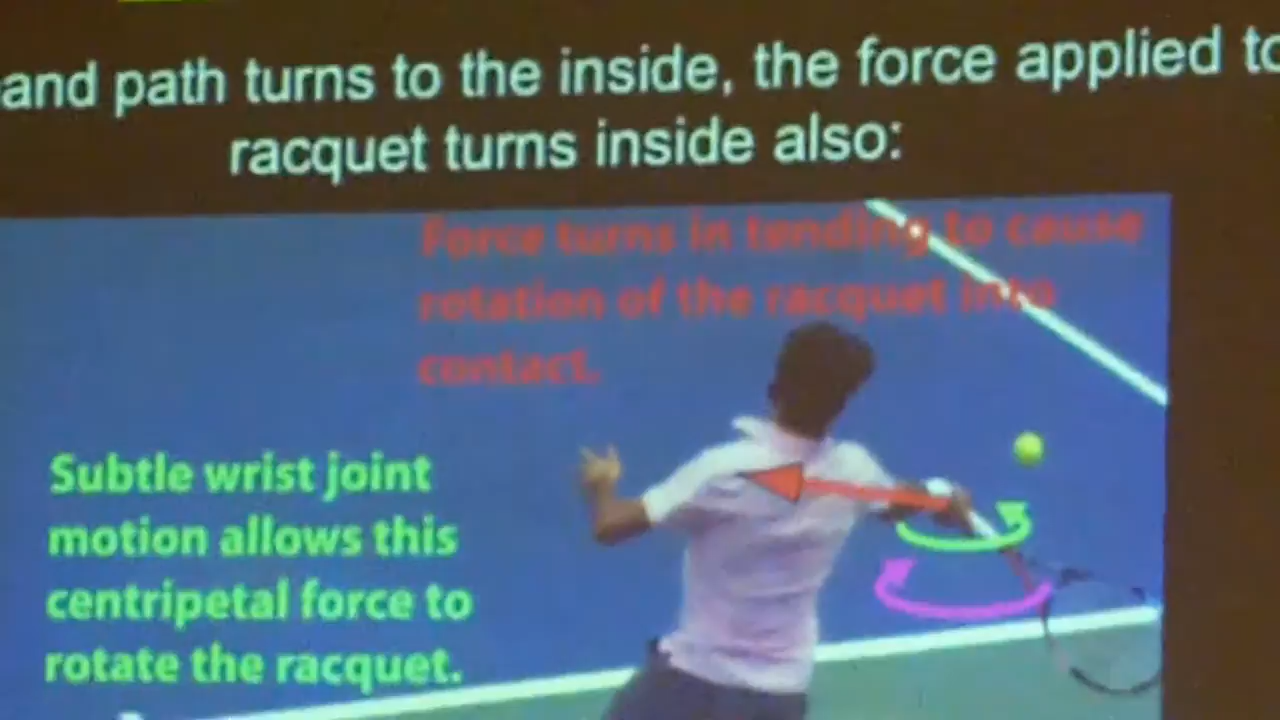 and path turns to the inside, the force applied to
racquet turns inside also:
Force turns in tending to cause
rotation of the racquet into
contact.
Subtle wrist joint
motion allows this
centripetal force to
rotate the racquet.